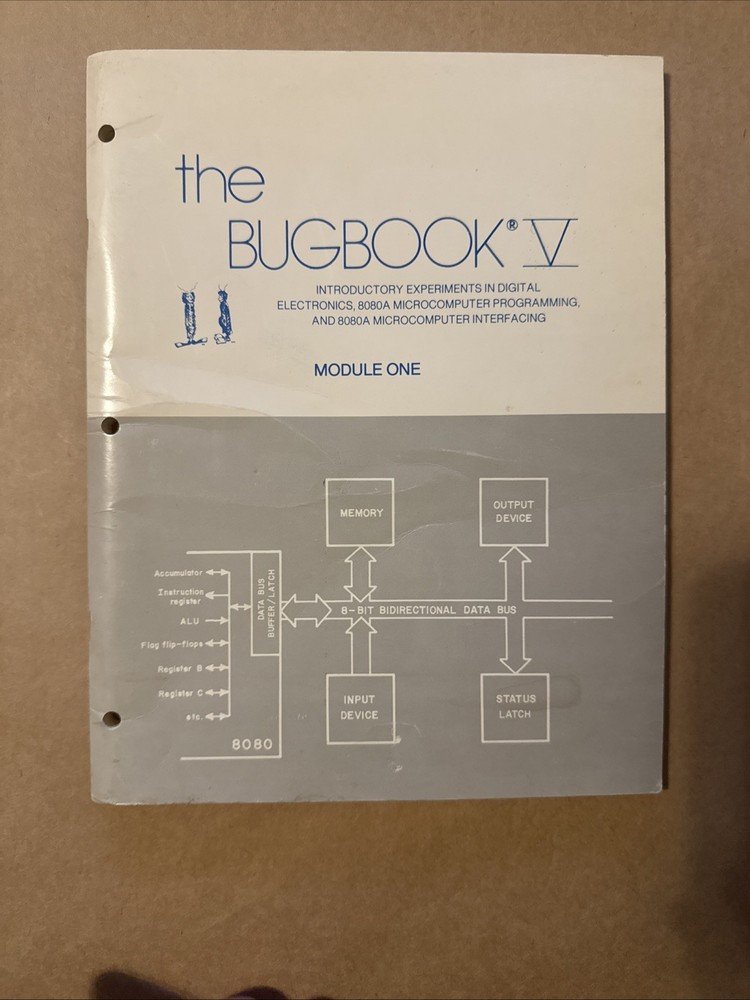 the
BUGBOOK® V
INTRODUCTORY EXPERIMENTS IN DIGITAL
ELECTRONICS, 8080A MICROCOMPUTER PROGRAMMING,
AND 8080A MICROCOMPUTER INTERFACING
MODULE ONE
MEMORY
OUTPUT
DEVICE
Accumulator
Instruction
register
ALU
Flag flip-flops
Register B
Register C
etc.
DATA BUS
BUFFER/LATCH
8-BIT BIDIRECTIONAL DATA BUS
8080
INPUT
DEVICE
STATUS
LATCH